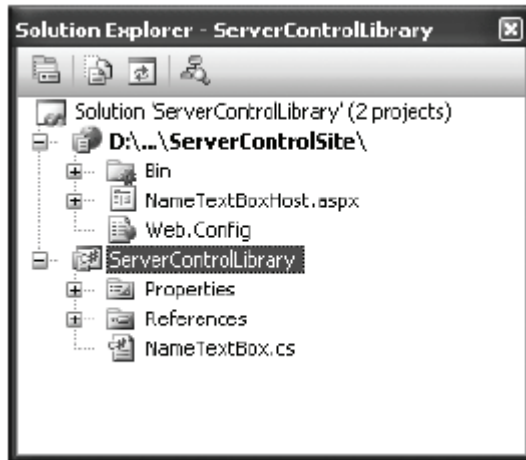 Solution Explorer - ServerControlLibrary
Solution 'ServerControlLibrary' (2 projects)
D:\...\ServerControlSite\
Bin
NameTextBoxHost.aspx
Web.Config
ServerControlLibrary
Properties
References
NameTextBox.cs